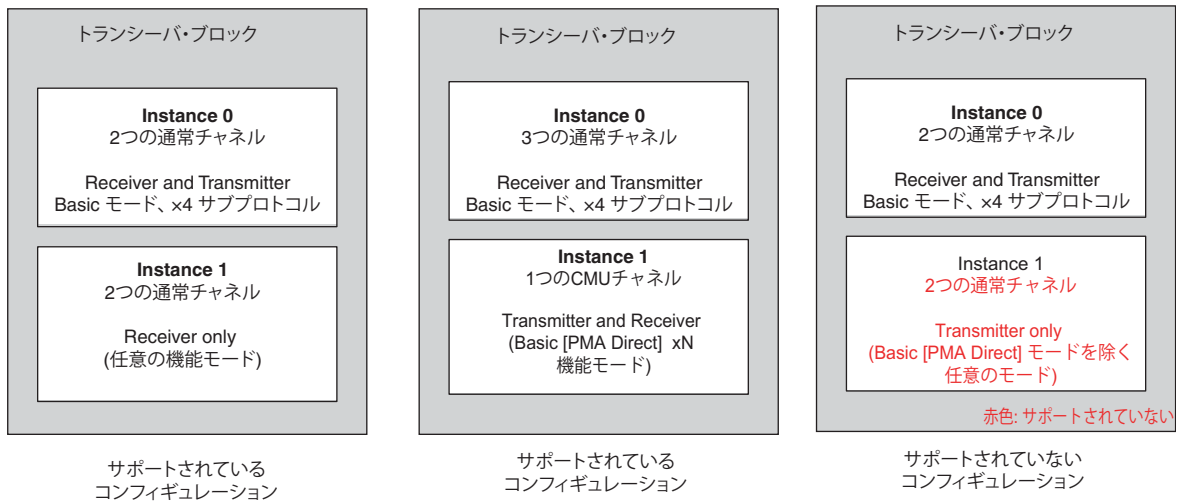 トランシーバ・ブロック
Instance 0
2つの通常チャネル
Receiver and Transmitter
Basic モード、×4 サブプロトコル
Instance 1
2つの通常チャネル
Receiver only
(任意の機能モード)
サポートされている
コンフィギュレーション
トランシーバ・ブロック
Instance 0
3つの通常チャネル
Receiver and Transmitter
Basic モード、×4 サブプロトコル
Instance 1
1つのCMUチャネル
Transmitter and Receiver
(Basic [PMA Direct] xN
機能モード)
サポートされている
コンフィギュレーション
トランシーバ・ブロック
Instance 0
2つの通常チャネル
Receiver and Transmitter
Basic モード、×4 サブプロトコル
Instance 1
2つの通常チャネル
Transmitter only
(Basic [PMA Direct] モードを除く
任意のモード)
赤色: サポートされていない
サポートされていない
コンフィギュレーション